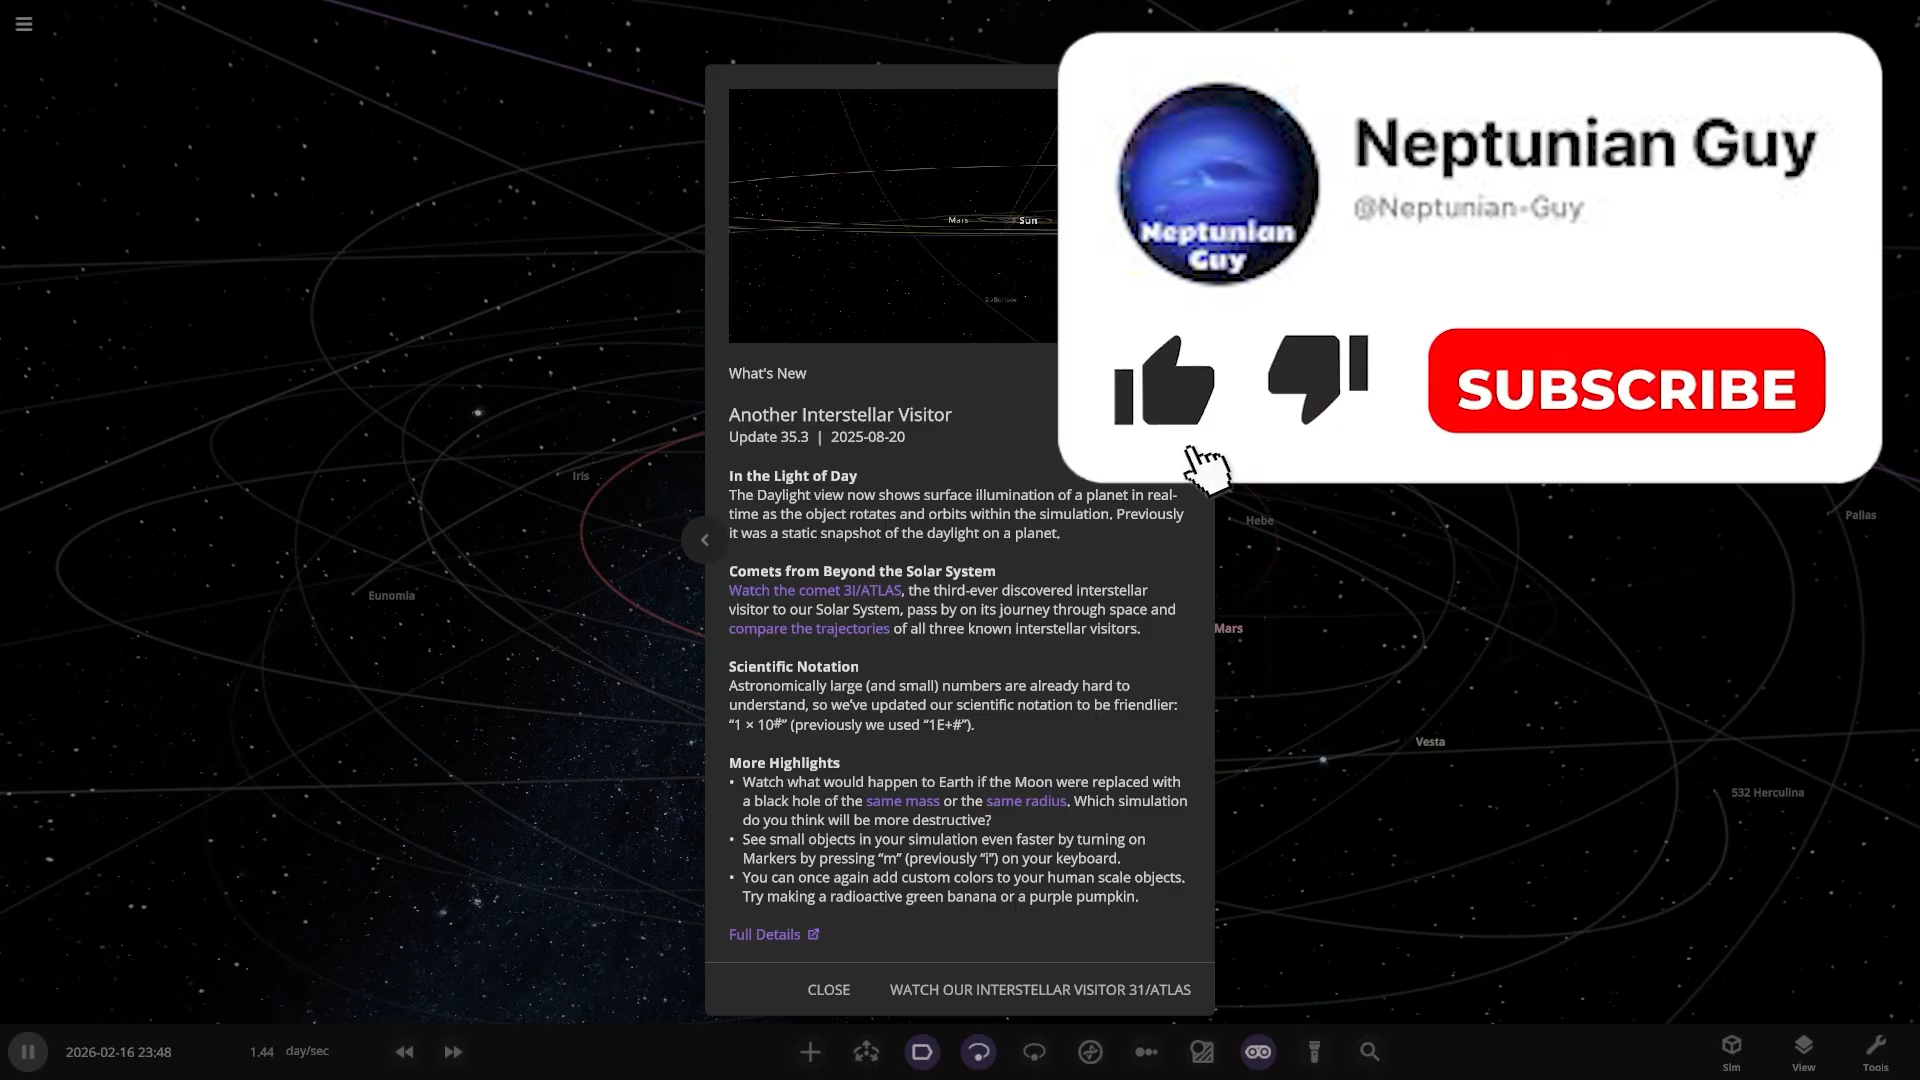 Neptunian Guy
@Neptunian-Guy
Neptunian
Guy
SUBSCRIBE
Mars
Sun
2I/Borisov
What's New
Another Interstellar Visitor
Update 35.3 | 2025-08-20
In the Light of Day
The Daylight view now shows surface illumination of a planet in real-
time as the object rotates and orbits within the simulation. Previously
it was a static snapshot of the daylight on a planet.
Comets from Beyond the Solar System
Watch the comet 3I/ATLAS, the third-ever discovered interstellar
visitor to our Solar System, pass by on its journey through space and
compare the trajectories of all three known interstellar visitors.
Scientific Notation
Astronomically large (and small) numbers are already hard to
understand, so we've updated our scientific notation to be friendlier:
“1 × 10#” (previously we used “1E+#”).
More Highlights
• Watch what would happen to Earth if the Moon were replaced with
a black hole of the same mass or the same radius. Which simulation
do you think will be more destructive?
• See small objects in your simulation even faster by turning on
Markers by pressing “m” (previously “i”) on your keyboard.
• You can once again add custom colors to your human scale objects.
Try making a radioactive green banana or a purple pumpkin.
Full Details
CLOSE
WATCH OUR INTERSTELLAR VISITOR 31/ATLAS
Iris
Eunomia
Hebe
Pallas
Mars
Vesta
532 Herculina
2026-02-16 23:48
1.44 day/sec
Sim
View
Tools